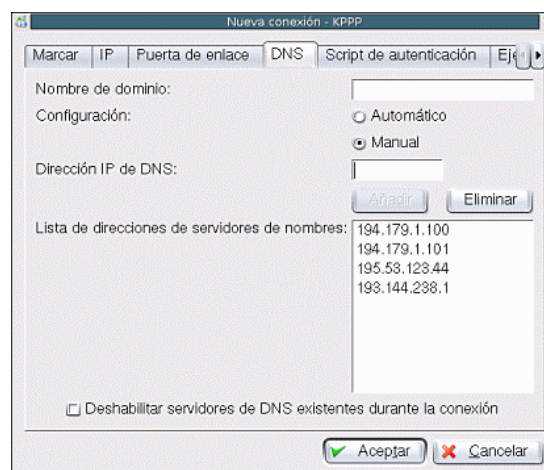 Nueva conexión - KPPP
Marcar IP Puerta de enlace DNS Script de autenticación Eje
Nombre de dominio:
Configuración: Automático
Manual
Dirección IP de DNS:
Añadir Eliminar
Lista de direcciones de servidores de nombres: 194.179.1.100
194.179.1.101
195.53.123.44
193.144.238.1
Deshabilitar servidores de DNS existentes durante la conexión
Aceptar Cancelar